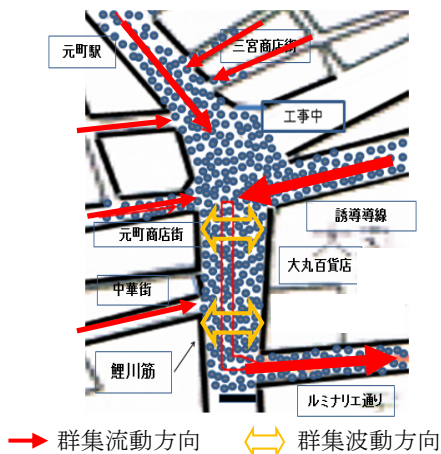 元町駅
三宮商店街
工事中
誘導導線
元町商店街
大丸百貨店
中華街
鯉川筋
ルミナリエ通り
群集流動方向
群集波動方向